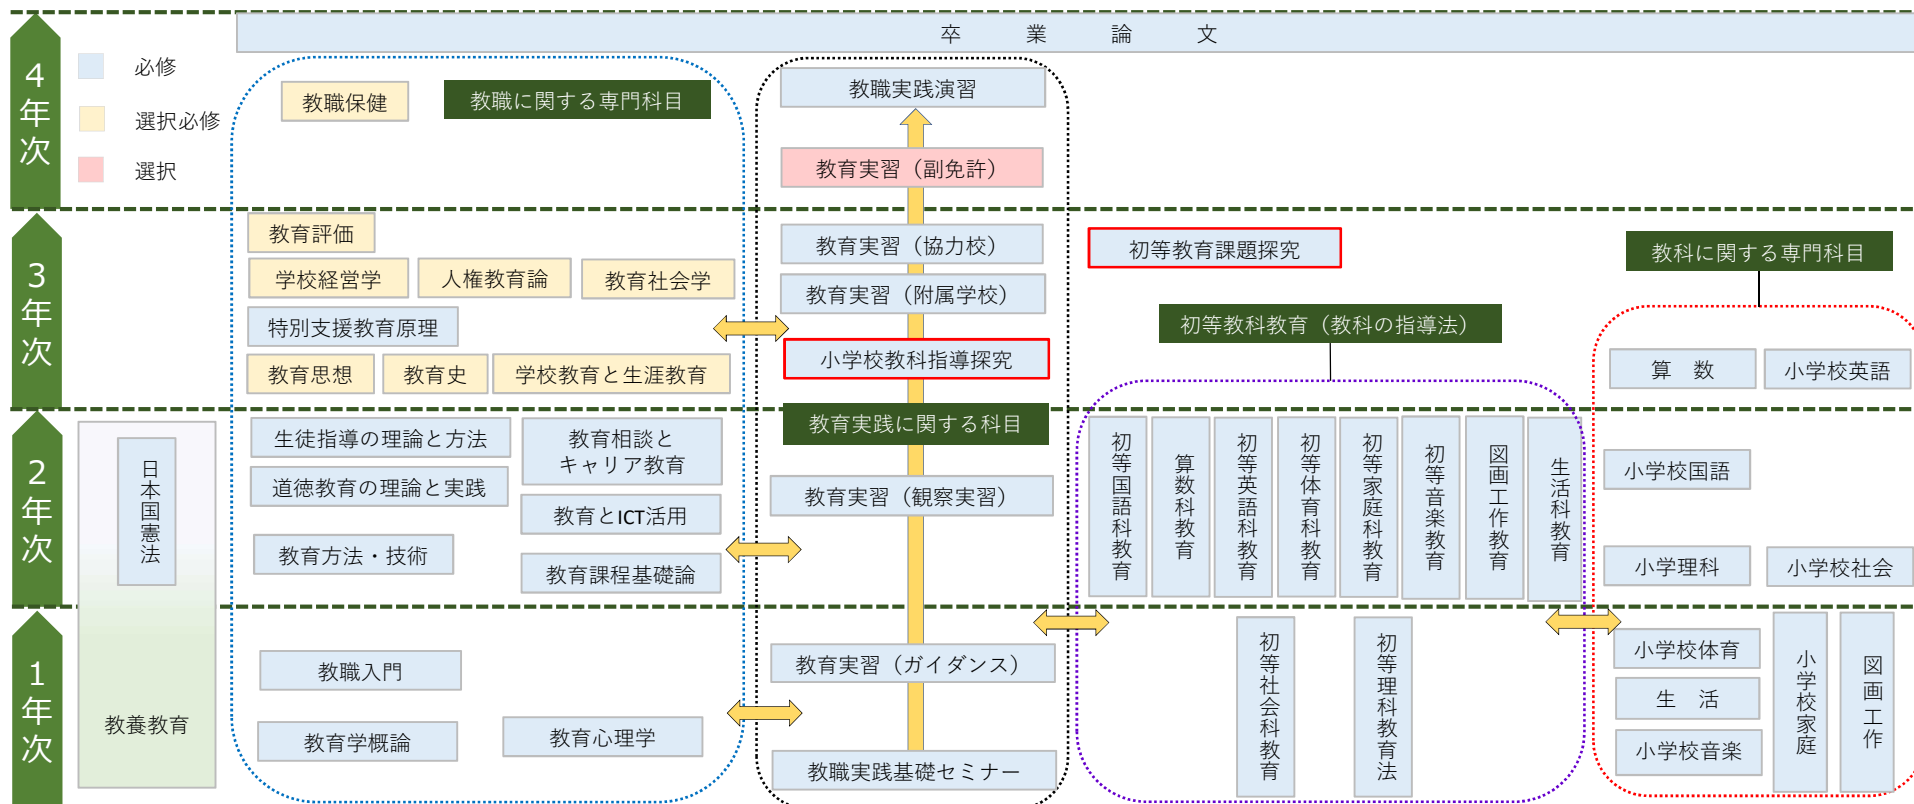 卒業論文
4年次
必修
選択必修
選択
教職保健
教職に関する専門科目
教職実践演習
教育実習（副免許）
3年次
教育評価
学校経営学
人権教育論
教育社会学
特別支援教育原理
教育思想
教育史
学校教育と生涯教育
教育実習（協力校）
教育実習（附属学校）
小学校教科指導探究
初等教育課題探究
初等教科教育（教科の指導法）
教科に関する専門科目
算数
小学校英語
2年次
日本国憲法
生徒指導の理論と方法
道徳教育の理論と実践
教育方法・技術
教育相談と
キャリア教育
教育とICT活用
教育課程基礎論
教育実践に関する科目
教育実習（観察実習）
初等国語科教育
算数科教育
初等英語科教育
初等体育科教育
初等家庭科教育
初等音楽教育
図画工作教育
生活科教育
小学校国語
小学理科
小学校社会
1年次
教養教育
教職入門
教育学概論
教育心理学
教育実習（ガイダンス）
教職実践基礎セミナー
初等社会科教育
初等理科教育法
小学校体育
生活
小学校音楽
小学校家庭
図画工作